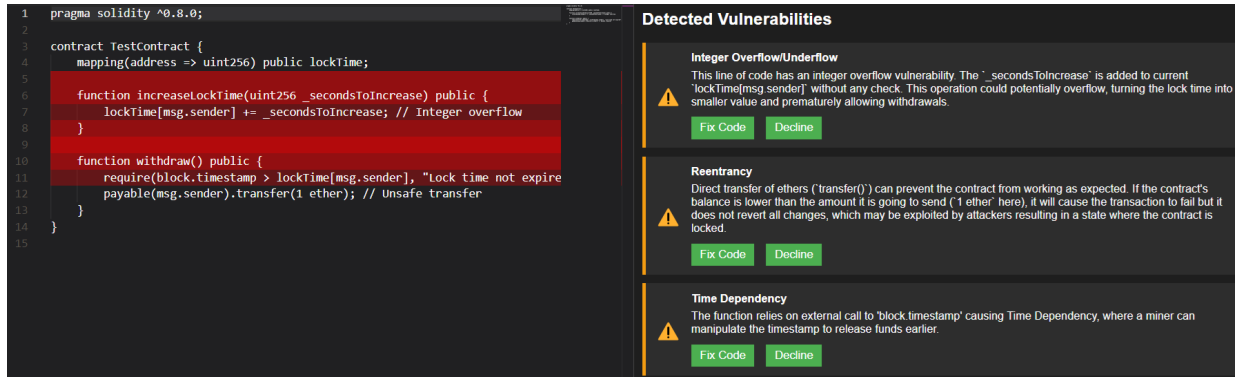 1 pragma solidity ^0.8.0;
2
3 contract TestContract {
4 mapping(address => uint256) public lockTime;
5
6 function increaseLockTime(uint256 _secondsToIncrease) public {
7 lockTime[msg.sender] += _secondsToIncrease; // Integer overflow
8 }
9
10 function withdraw() public {
11 require(block.timestamp > lockTime[msg.sender], "Lock time not expire
12 payable(msg.sender).transfer(1 ether); // Unsafe transfer
13 }
14 }
15
Detected Vulnerabilities
Integer Overflow/Underflow
This line of code has an integer overflow vulnerability. The `_secondsToIncrease` is added to current
`lockTime[msg.sender]` without any check. This operation could potentially overflow, turning the lock time into
smaller value and prematurely allowing withdrawals.
Fix Code Decline
Reentrancy
Direct transfer of ethers (`transfer()`) can prevent the contract from working as expected. If the contract's
balance is lower than the amount it is going to send (`1 ether` here), it will cause the transaction to fail but it
does not revert all changes, which may be exploited by attackers resulting in a state where the contract is
locked.
Fix Code Decline
Time Dependency
The function relies on external call to 'block.timestamp' causing Time Dependency, where a miner can
manipulate the timestamp to release funds earlier.
Fix Code Decline